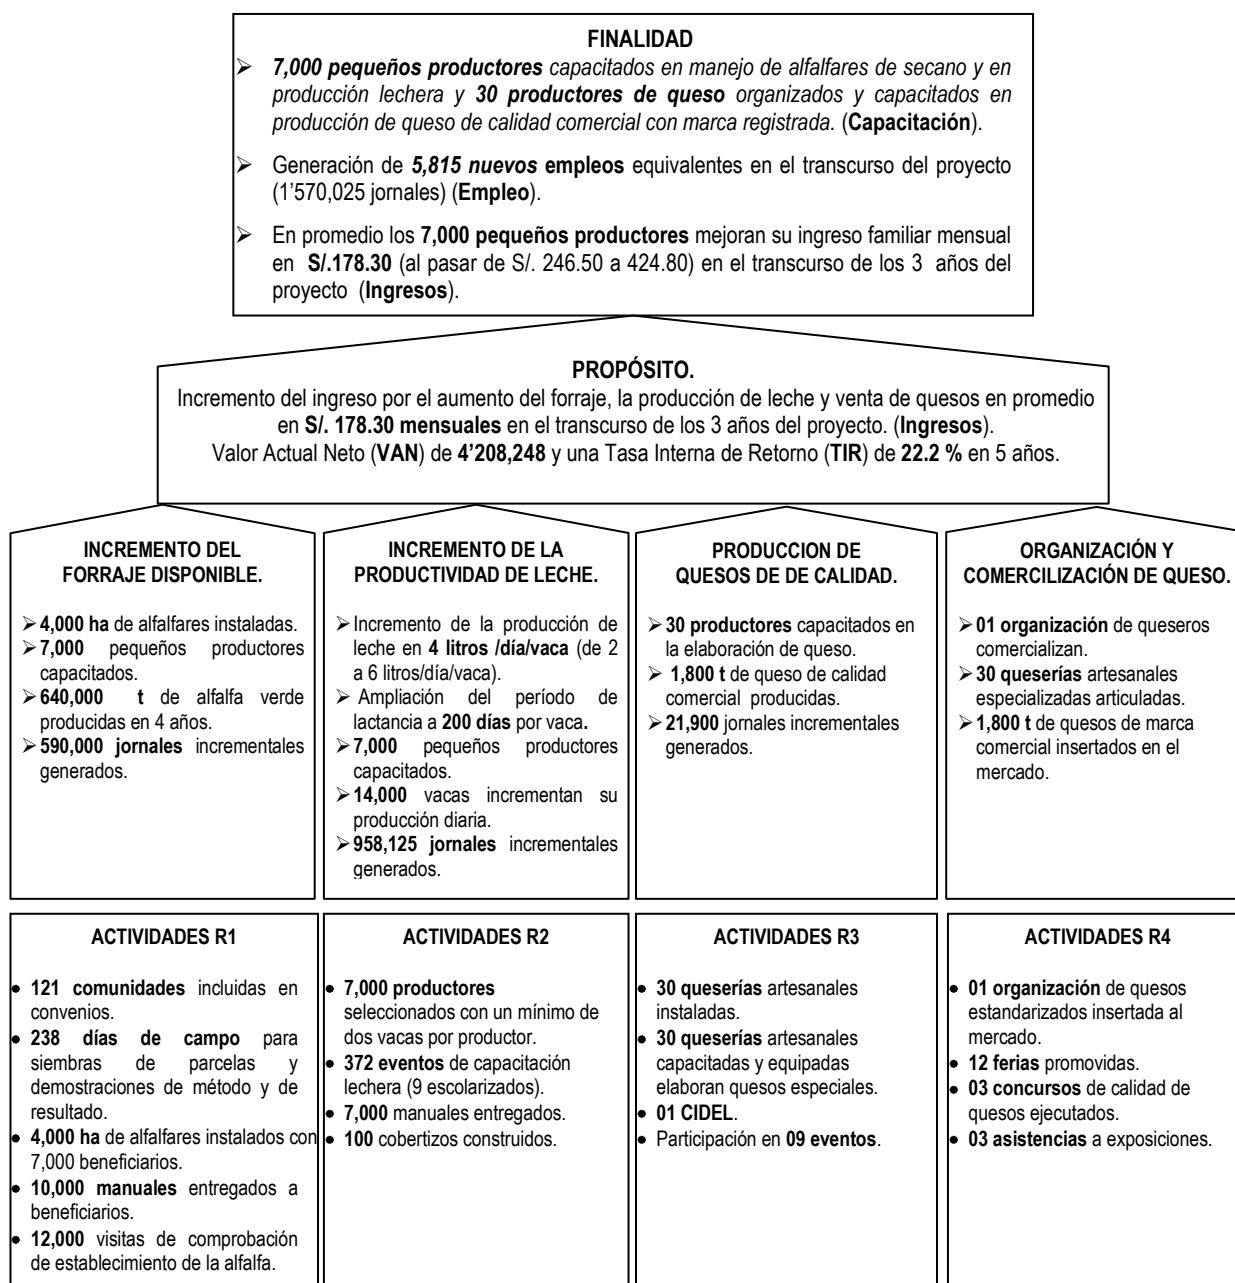 FINALIDAD
➢ 7,000 pequeños productores capacitados en manejo de alfalfares de secano y en
producción lechera y 30 productores de queso organizados y capacitados en
producción de queso de calidad comercial con marca registrada. (Capacitación).
➢ Generación de 5,815 nuevos empleos equivalentes en el transcurso del proyecto
(1'570,025 jornales) (Empleo).
➢ En promedio los 7,000 pequeños productores mejoran su ingreso familiar mensual
en S/.178.30 (al pasar de S/. 246.50 a 424.80) en el transcurso de los 3 años del
proyecto (Ingresos).
PROPÓSITO.
Incremento del ingreso por el aumento del forraje, la producción de leche y venta de quesos en promedio
en S/. 178.30 mensuales en el transcurso de los 3 años del proyecto. (Ingresos).
Valor Actual Neto (VAN) de 4'208,248 y una Tasa Interna de Retorno (TIR) de 22.2 % en 5 años.
INCREMENTO DEL
FORRAJE DISPONIBLE.
➢ 4,000 ha de alfalfares instaladas.
➢ 7,000 pequeños productores
capacitados.
➢ 640,000 t de alfalfa verde
producidas en 4 años.
➢ 590,000 jornales incrementales
generados.
INCREMENTO DE LA
PRODUCTIVIDAD DE LECHE.
➢ Incremento de la producción de
leche en 4 litros /día/vaca (de 2
a 6 litros/día/vaca).
➢ Ampliación del período de
lactancia a 200 días por vaca.
➢ 7,000 pequeños productores
capacitados.
➢ 14,000 vacas incrementan su
producción diaria.
➢ 958,125 jornales incrementales
generados.
PRODUCCION DE
QUESOS DE DE CALIDAD.
➢ 30 productores capacitados en
la elaboración de queso.
➢ 1,800 t de queso de calidad
comercial producidas.
➢ 21,900 jornales incrementales
generados.
ORGANIZACIÓN Y
COMERCILIZACIÓN DE QUESO.
➢ 01 organización de queseros
comercializan.
➢ 30 queserías artesanales
especializadas articuladas.
➢ 1,800 t de quesos de marca
comercial insertados en el
mercado.
ACTIVIDADES R1
● 121 comunidades incluidas en
convenios.
● 238 días de campo para
siembras de parcelas y
demostraciones de método y de
resultado.
● 4,000 ha de alfalfares instalados con
7,000 beneficiarios.
● 10,000 manuales entregados a
beneficiarios.
● 12,000 visitas de comprobación
de establecimiento de la alfalfa.
ACTIVIDADES R2
● 7,000 productores
seleccionados con un mínimo de
dos vacas por productor.
● 372 eventos de capacitación
lechera (9 escolarizados).
● 7,000 manuales entregados.
● 100 cobertizos construidos.
ACTIVIDADES R3
● 30 queserías artesanales
instaladas.
● 30 queserías artesanales
capacitadas y equipadas
elaboran quesos especiales.
● 01 CIDEL.
● Participación en 09 eventos.
ACTIVIDADES R4
● 01 organización de quesos
estandarizados insertada al
mercado.
● 12 ferias promovidas.
● 03 concursos de calidad de
quesos ejecutados.
● 03 asistencias a exposiciones.